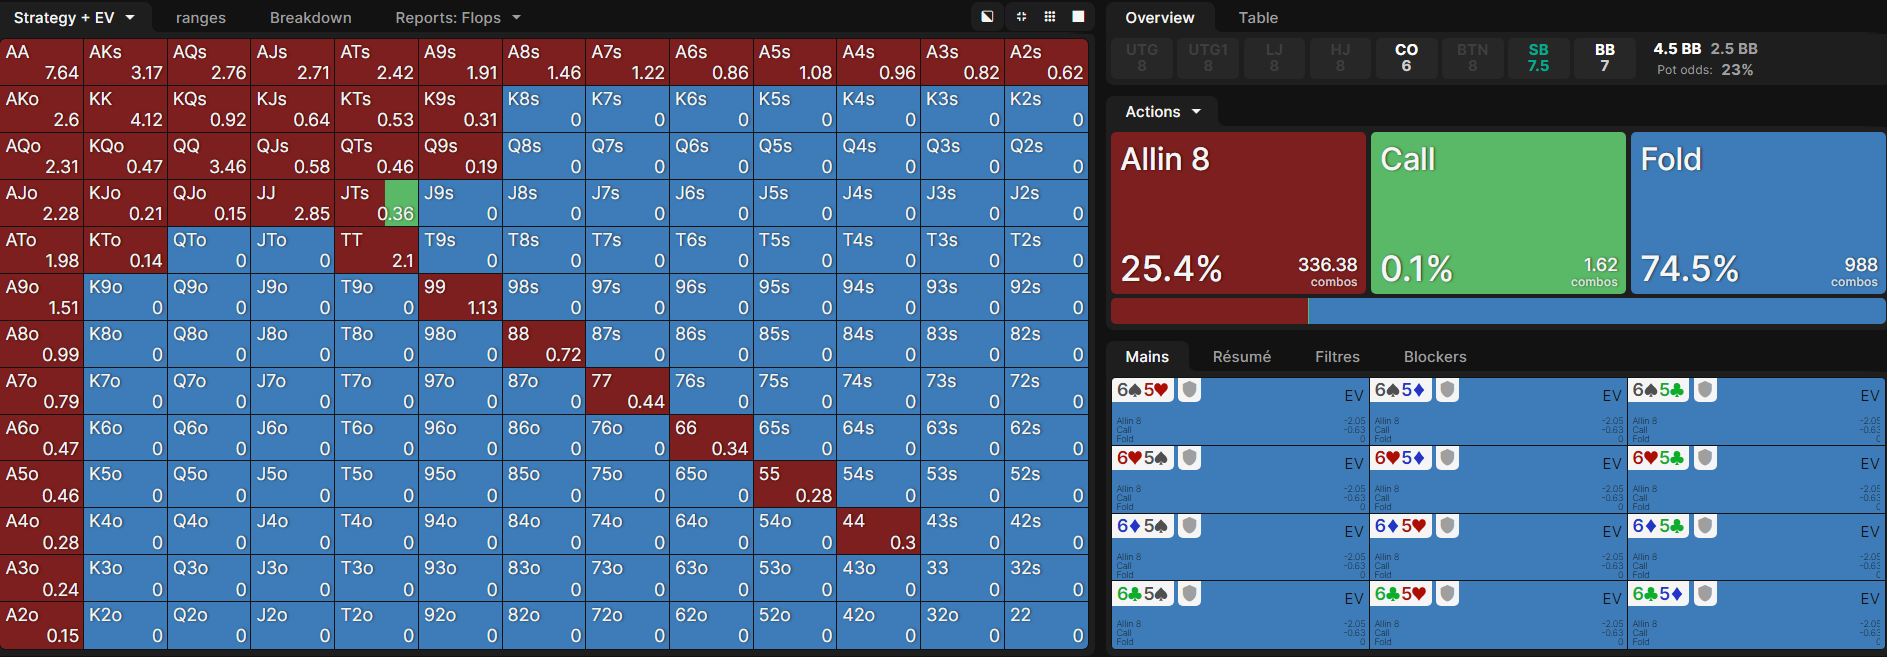 Strategy + EV ranges Breakdown Reports: Flops
AA AKs AQs AJs ATs A9s A8s A7s A6s A5s A4s A3s A2s
7.64 3.17 2.76 2.71 2.42 1.91 1.46 1.22 0.86 1.08 0.96 0.82 0.62
AKo KK KQs KJs KTs K9s K8s K7s K6s K5s K4s K3s K2s
2.6 4.12 0.92 0.64 0.53 0.31 0 0 0 0 0 0 0
AQo KQo QQ QJs QTs Q9s Q8s Q7s Q6s Q5s Q4s Q3s Q2s
2.31 0.47 3.46 0.58 0.46 0.19 0 0 0 0 0 0 0
AJo KJo QJo JJ JTs J9s J8s J7s J6s J5s J4s J3s J2s
2.28 0.21 0.15 2.85 0.36 0 0 0 0 0 0 0 0
ATo KTo QTo JTo TT T9s T8s T7s T6s T5s T4s T3s T2s
1.98 0.14 0 0 2.1 0 0 0 0 0 0 0 0
A9o K9o Q9o J9o T9o 99 98s 97s 96s 95s 94s 93s 92s
1.51 0 0 0 0 1.13 0 0 0 0 0 0 0
A8o K8o Q8o J8o T8o 98o 88 87s 86s 85s 84s 83s 82s
0.99 0 0 0 0 0 0.72 0 0 0 0 0 0
A7o K7o Q7o J7o T7o 97o 87o 77 76s 75s 74s 73s 72s
0.79 0 0 0 0 0 0 0.44 0 0 0 0 0
A6o K6o Q6o J6o T6o 96o 86o 76o 66 65s 64s 63s 62s
0.47 0 0 0 0 0 0 0 0.34 0 0 0 0
A5o K5o Q5o J5o T5o 95o 85o 75o 65o 55 54s 53s 52s
0.46 0 0 0 0 0 0 0 0 0.28 0 0 0
A4o K4o Q4o J4o T4o 94o 84o 74o 64o 54o 44 43s 42s
0.28 0 0 0 0 0 0 0 0 0 0.3 0 0
A3o K3o Q3o J3o T3o 93o 83o 73o 63o 53o 43o 33 32s
0.24 0 0 0 0 0 0 0 0 0 0 0 0
A2o K2o Q2o J2o T2o 92o 82o 72o 62o 52o 42o 32o 22
0.15 0 0 0 0 0 0 0 0 0 0 0 0
Overview Table
UTG UTG1 LJ HJ CO BTN SB BB 4.5 BB 2.5 BB
8 8 8 8 6 8 7.5 7 Pot odds: 23%
Actions
Allin 8 Call Fold
25.4% 336.38 combos 0.1% 1.62 combos 74.5% 988 combos
Mains Résumé Filtres Blockers
6♠5♥ EV 6♠5♦ EV 6♠5♣ EV
Allin 8 -2.05 Allin 8 -2.05 Allin 8 -2.05
Call -0.63 Call -0.63 Call -0.63
Fold 0 Fold 0 Fold 0
6♥5♠ EV 6♥5♦ EV 6♥5♣ EV
Allin 8 -2.05 Allin 8 -2.05 Allin 8 -2.05
Call -0.63 Call -0.63 Call -0.63
Fold 0 Fold 0 Fold 0
6♦5♠ EV 6♦5♥ EV 6♦5♣ EV
Allin 8 -2.05 Allin 8 -2.05 Allin 8 -2.05
Call -0.63 Call -0.63 Call -0.63
Fold 0 Fold 0 Fold 0
6♣5♠ EV 6♣5♥ EV 6♣5♦ EV
Allin 8 -2.05 Allin 8 -2.05 Allin 8 -2.05
Call -0.63 Call -0.63 Call -0.63
Fold 0 Fold 0 Fold 0